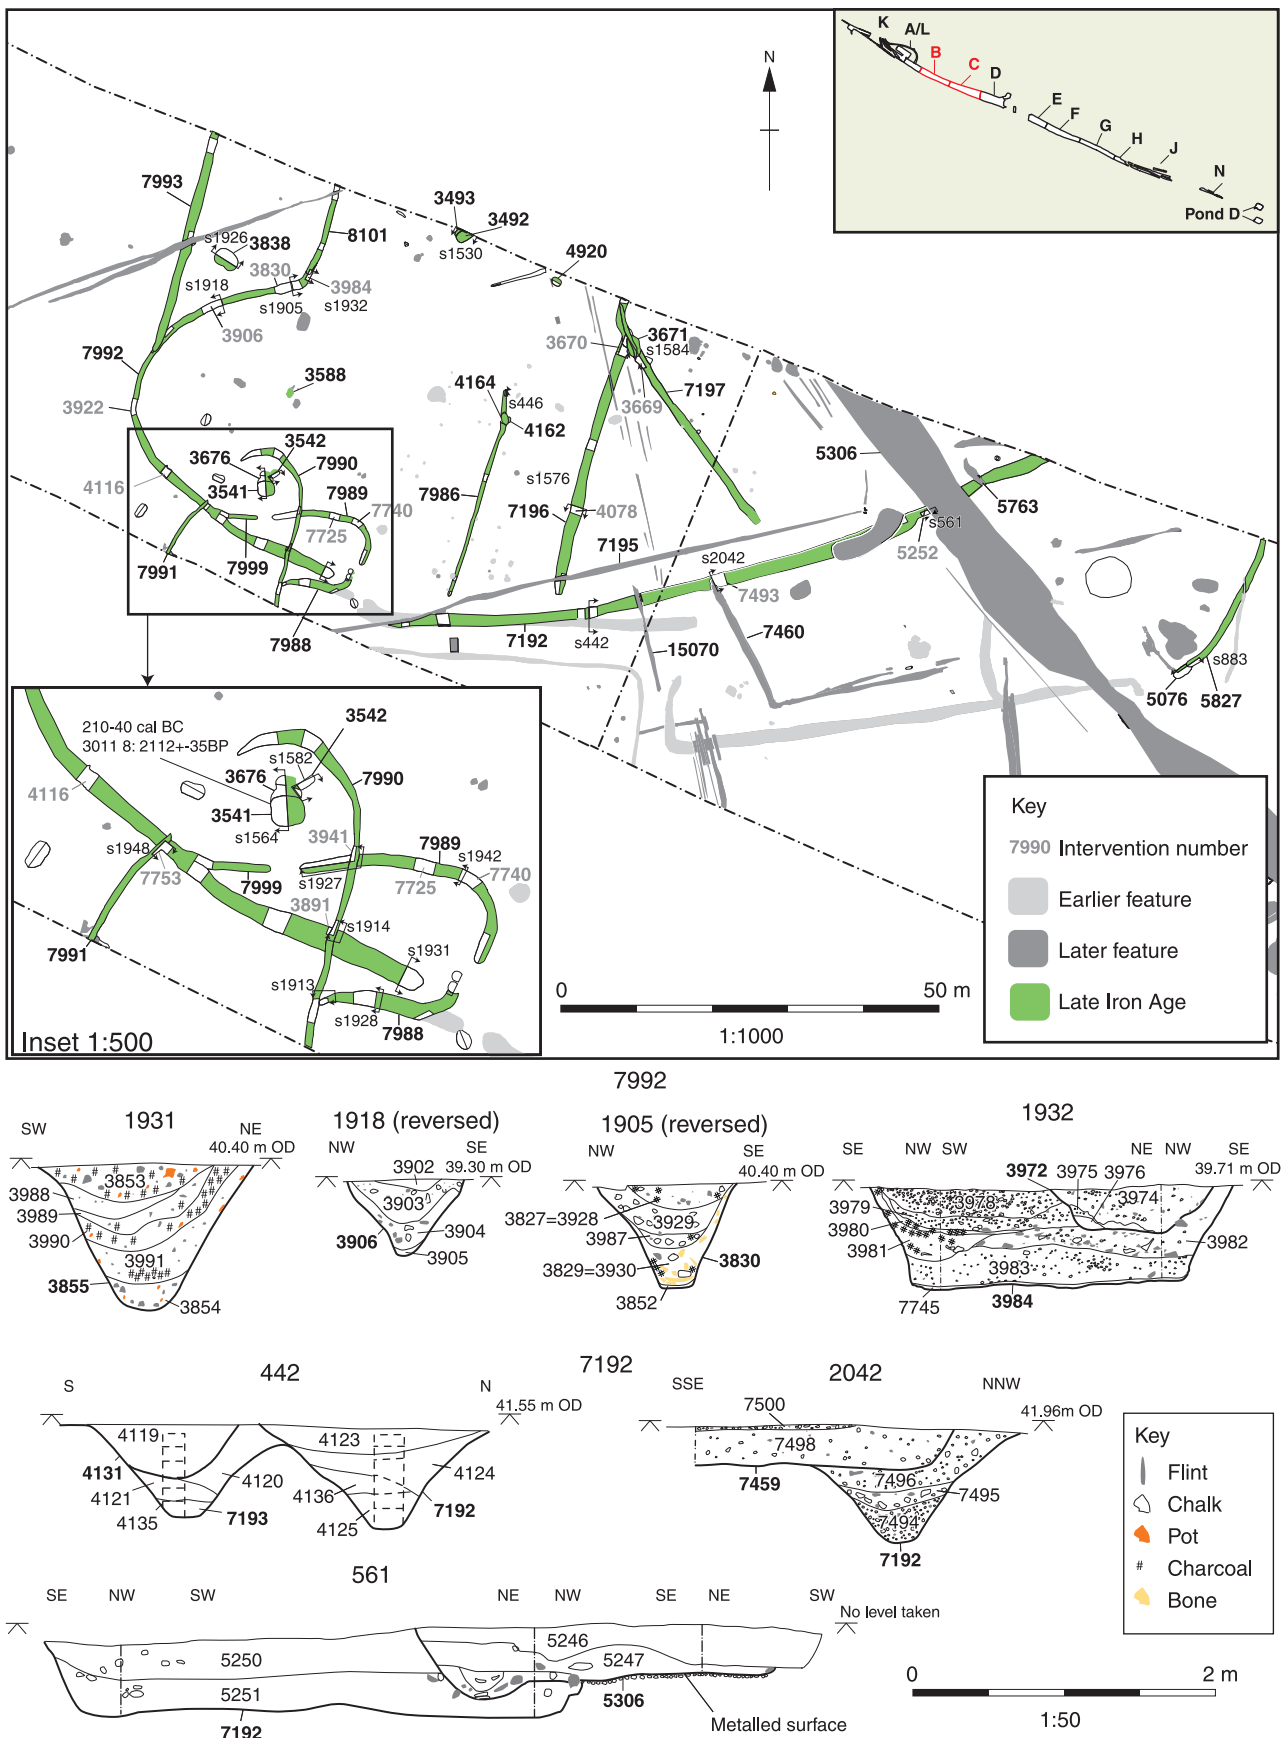 K
A/L
B
C
D
E
F
G
H
J
N
Pond D
N
7993
s1926
3838
3830
8101
3493
3492
s1530
4920
s1918
3984
s1905
s1932
3906
7992
3588
3922
3670
3671
s1584
4164
s446
4162
3669
7197
3542
3676
7990
3541
7989
4116
7740
7725
7991
7999
7988
7986
s1576
7196
4078
7195
s2042
7493
5306
5763
s561
5252
7192
s442
15070
7460
5076
s883
5827
210-40 cal BC
3011 8: 2112+-35BP
3542
s1582
3676
7990
4116
3541
s1564
3941
7989
s1948
s1942
7753
7999
s1927
7725
7740
3891
s1914
7991
s1931
s1913
s1928
7988
Inset 1:500
0
50 m
1:1000
Key
7990 Intervention number
Earlier feature
Later feature
Late Iron Age
7992
1931
SW
NE
40.40 m OD
3853
3988
3989
3990
3991
3855
3854
1918 (reversed)
NW
SE
39.30 m OD
3902
3903
3904
3906
3905
1905 (reversed)
NW
SE
40.40 m OD
3827=3928
3929
3987
3829=3930
3830
3852
1932
SE
NW
SW
NE
NW
SE
39.71 m OD
3972
3975
3976
3974
3978
3979
3980
3981
3982
3983
7745
3984
7192
442
S
N
41.55 m OD
4119
4123
4131
4120
4124
4121
4136
4135
7193
4125
7192
2042
SSE
NNW
41.96m OD
7500
7498
7459
7496
7495
7494
7192
561
SE
NW
SW
NE
NW
SE
NE
SW
No level taken
5246
5250
5247
5251
5306
7192
Metalled surface
Key
Flint
Chalk
Pot
# Charcoal
Bone
0
2 m
1:50